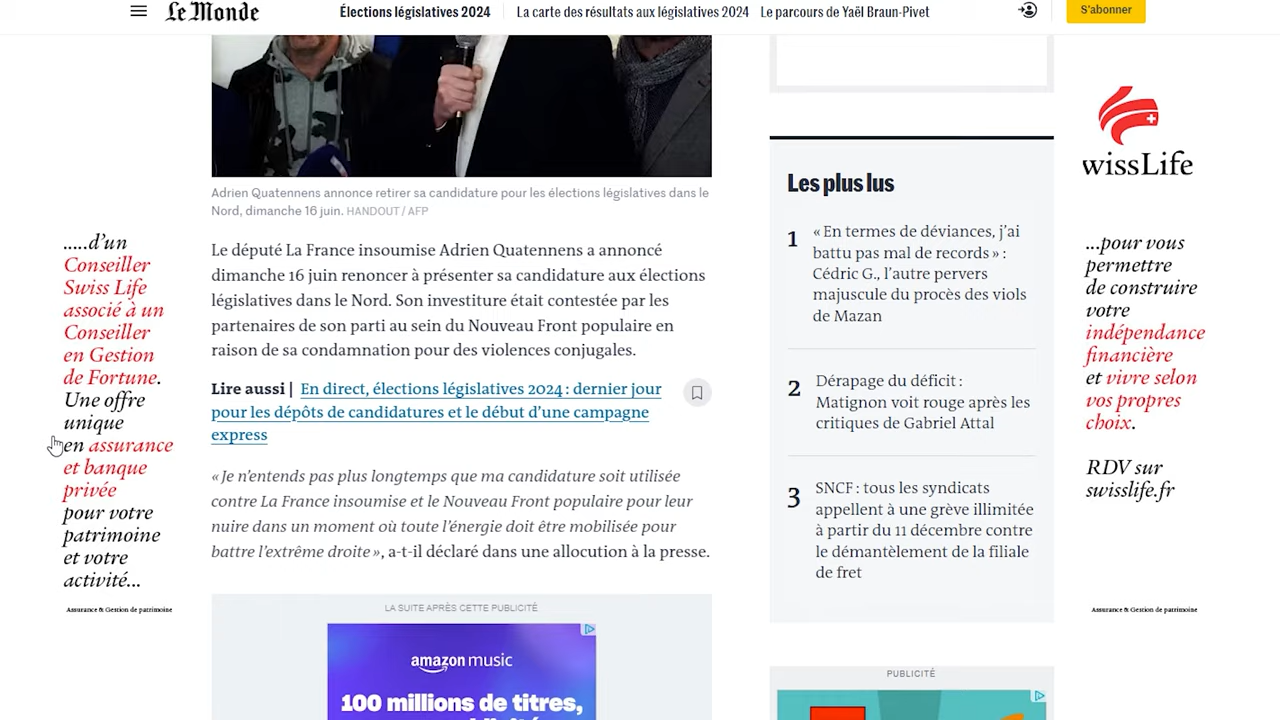 Le Monde
Élections législatives 2024
La carte des résultats aux législatives 2024
Le parcours de Yaël Braun-Pivet
S'abonner
Adrien Quatennens annonce retirer sa candidature pour les élections législatives dans le
Nord, dimanche 16 juin. HANDOUT / AFP
Le député La France insoumise Adrien Quatennens a annoncé
dimanche 16 juin renoncer à présenter sa candidature aux élections
législatives dans le Nord. Son investiture était contestée par les
partenaires de son parti au sein du Nouveau Front populaire en
raison de sa condamnation pour des violences conjugales.
Lire aussi | En direct, élections législatives 2024 : dernier jour
pour les dépôts de candidatures et le début d'une campagne
express
« Je n'entends pas plus longtemps que ma candidature soit utilisée
contre La France insoumise et le Nouveau Front populaire pour leur
nuire dans un moment où toute l'énergie doit être mobilisée pour
battre l'extrême droite », a-t-il déclaré dans une allocution à la presse.
LA SUITE APRÈS CETTE PUBLICITÉ
amazon music
100 millions de titres,
.....d'un
Conseiller
Swiss Life
associé à un
Conseiller
en Gestion
de Fortune.
Une offre
unique
en assurance
et banque
privée
pour votre
patrimoine
et votre
activité...
Assurance & Gestion de patrimoine
Les plus lus
1
« En termes de déviances, j'ai
battu pas mal de records » :
Cédric G., l'autre pervers
majuscule du procès des viols
de Mazan
2
Dérapage du déficit :
Matignon voit rouge après les
critiques de Gabriel Attal
3
SNCF : tous les syndicats
appellent à une grève illimitée
à partir du 11 décembre contre
le démantèlement de la filiale
de fret
PUBLICITÉ
wissLife
...pour vous
permettre
de construire
votre
indépendance
financière
et vivre selon
vos propres
choix.
RDV sur
swisslife.fr
Assurance & Gestion de patrimoine